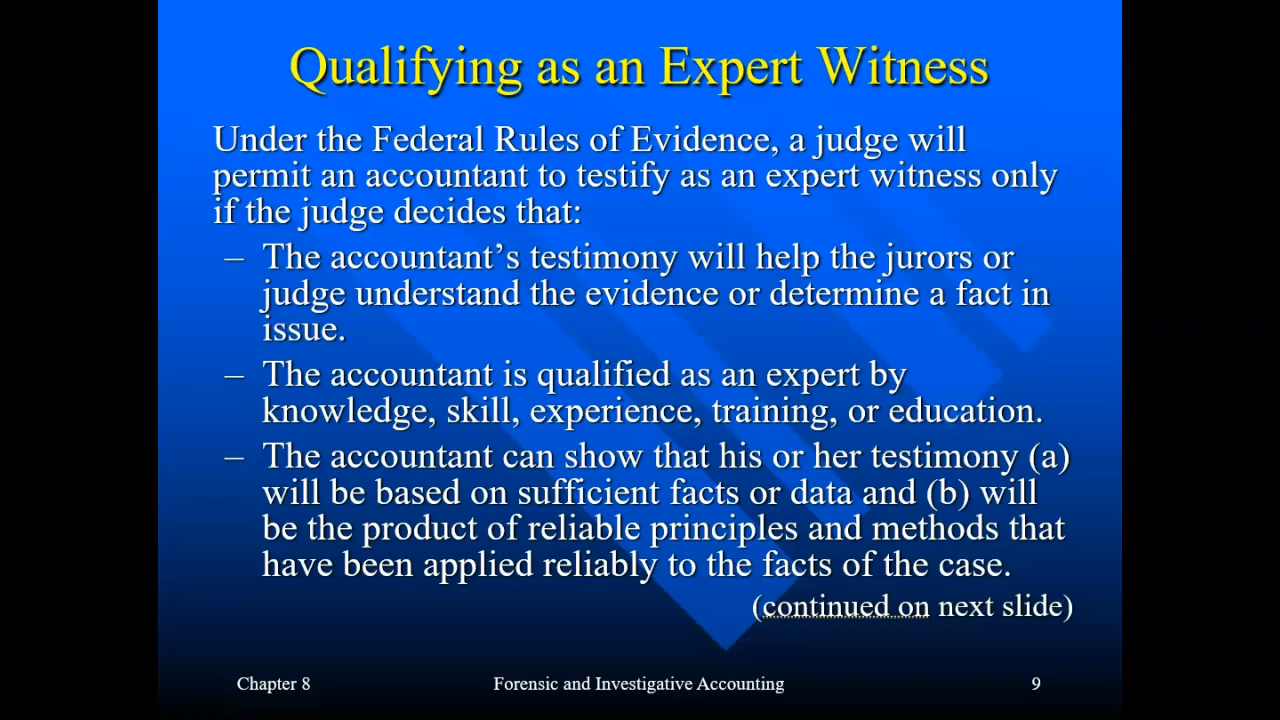 Qualifying as an Expert Witness
Under the Federal Rules of Evidence, a judge will
permit an accountant to testify as an expert witness only
if the judge decides that:
– The accountant’s testimony will help the jurors or
judge understand the evidence or determine a fact in
issue.
– The accountant is qualified as an expert by
knowledge, skill, experience, training, or education.
– The accountant can show that his or her testimony (a)
will be based on sufficient facts or data and (b) will
be the product of reliable principles and methods that
have been applied reliably to the facts of the case.
(continued on next slide)
Chapter 8 Forensic and Investigative Accounting 9